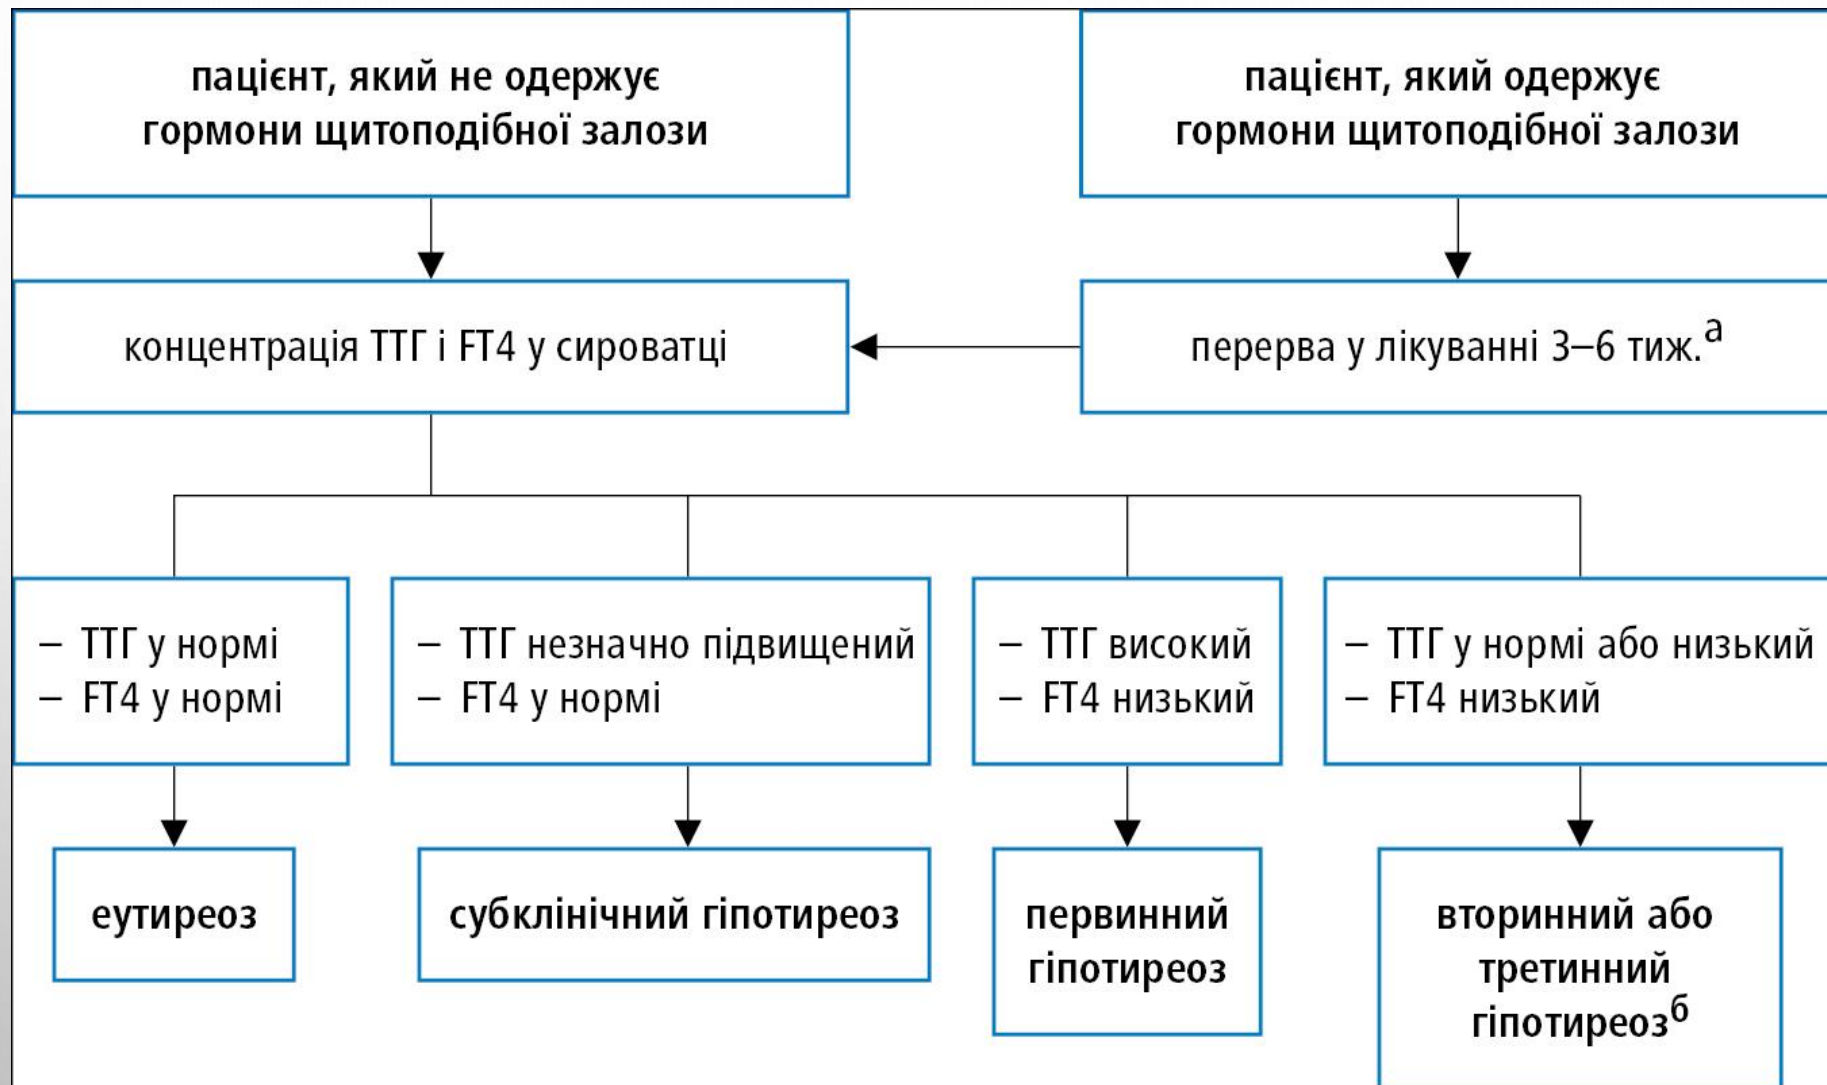 пацієнт, який не одержує
гормони щитоподібної залози
пацієнт, який одержує
гормони щитоподібної залози
концентрація ТТГ і FT4 у сироватці
перерва у лікуванні 3–6 тиж.а
– ТТГ у нормі
– FT4 у нормі
– ТТГ незначно підвищений
– FT4 у нормі
– ТТГ високий
– FT4 низький
– ТТГ у нормі або низький
– FT4 низький
еутиреоз
субклінічний гіпотиреоз
первинний
гіпотиреоз
вторинний або
третинний
гіпотиреозб